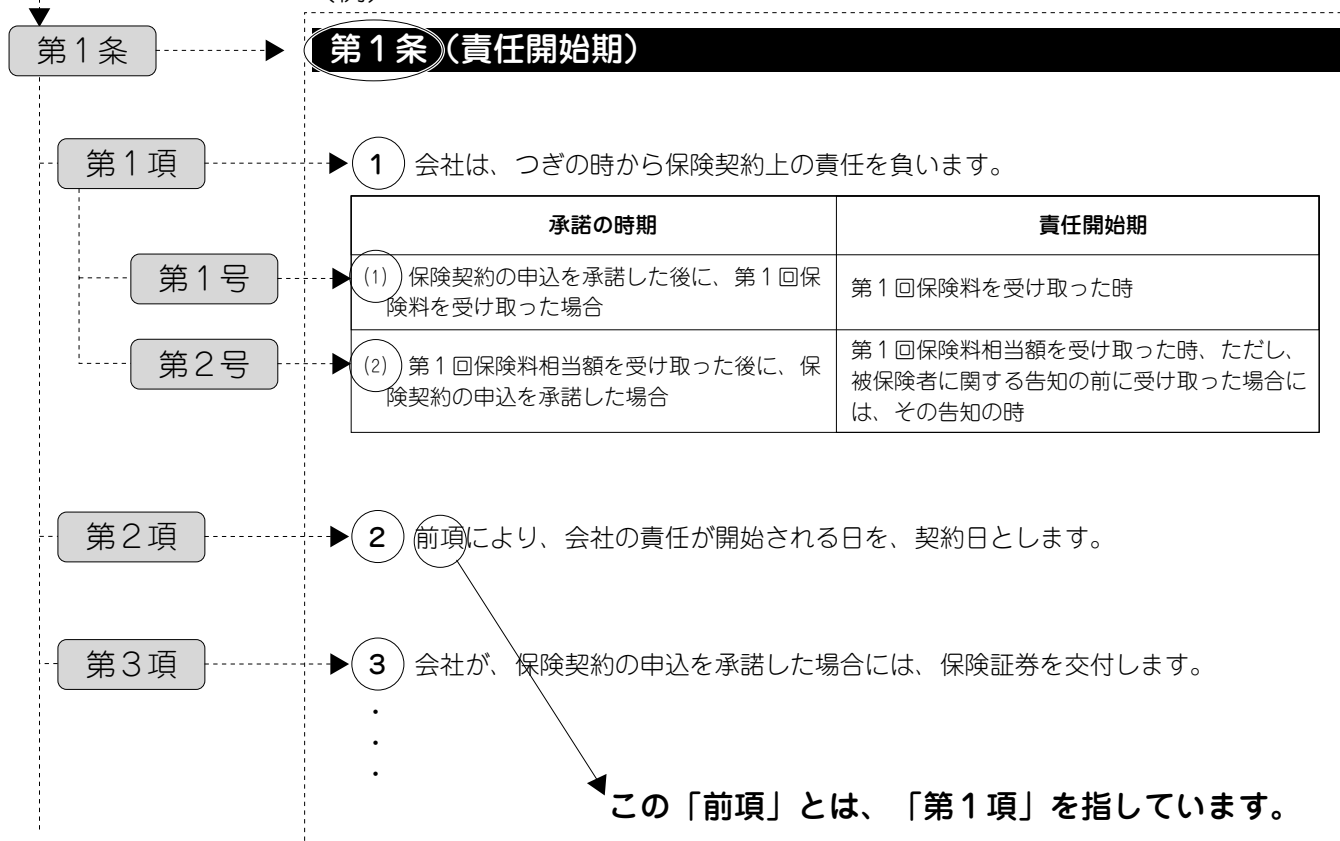 第1条
第1条(責任開始期)
第1項
1 会社は、つぎの時から保険契約上の責任を負います。
承諾の時期
責任開始期
第1号
(1) 保険契約の申込を承諾した後に、第1回保
険料を受け取った場合
第1回保険料を受け取った時
第2号
(2) 第1回保険料相当額を受け取った後に、保
険契約の申込を承諾した場合
第1回保険料相当額を受け取った時、ただし、
被保険者に関する告知の前に受け取った場合に
は、その告知の時
第2項
2 前項により、会社の責任が開始される日を、契約日とします。
第3項
3 会社が、保険契約の申込を承諾した場合には、保険証券を交付します。
・
・
・
この「前項」とは、「第1項」を指しています。